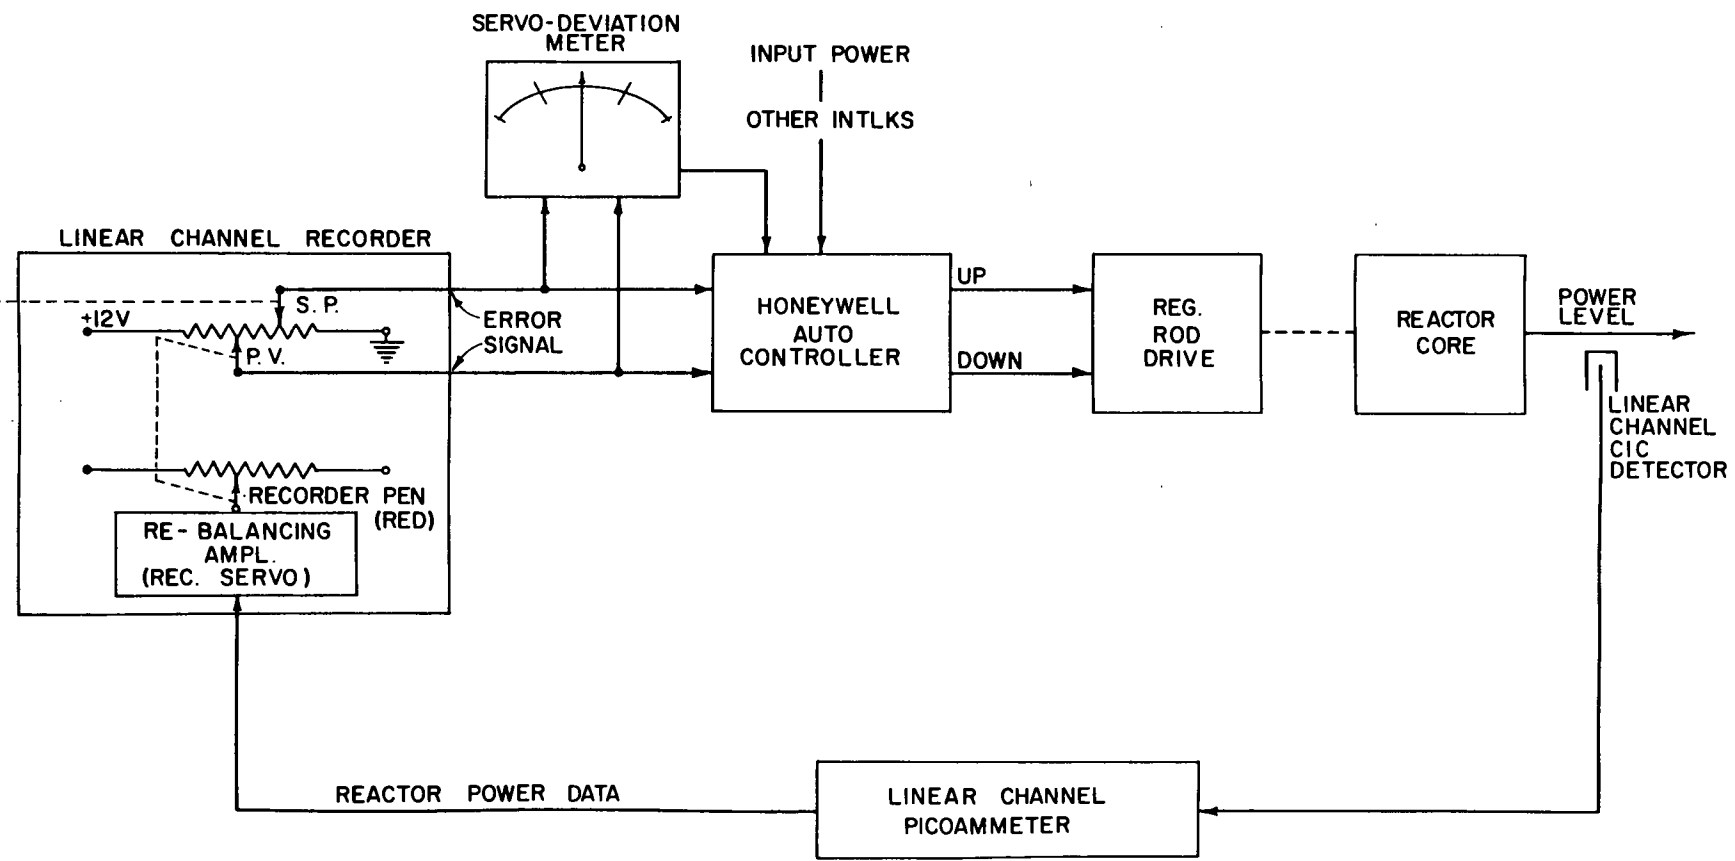 SERVO-DEVIATION
METER
INPUT POWER
OTHER INTLKS
LINEAR CHANNEL RECORDER
S. P.
+12V
P. V.
ERROR
SIGNAL
RECORDER PEN
(RED)
RE-BALANCING
AMPL.
(REC. SERVO)
HONEYWELL
AUTO
CONTROLLER
UP
DOWN
REG.
ROD
DRIVE
REACTOR
CORE
POWER
LEVEL
LINEAR
CHANNEL
CIC
DETECTOR
REACTOR POWER DATA
LINEAR CHANNEL
PICOAMMETER